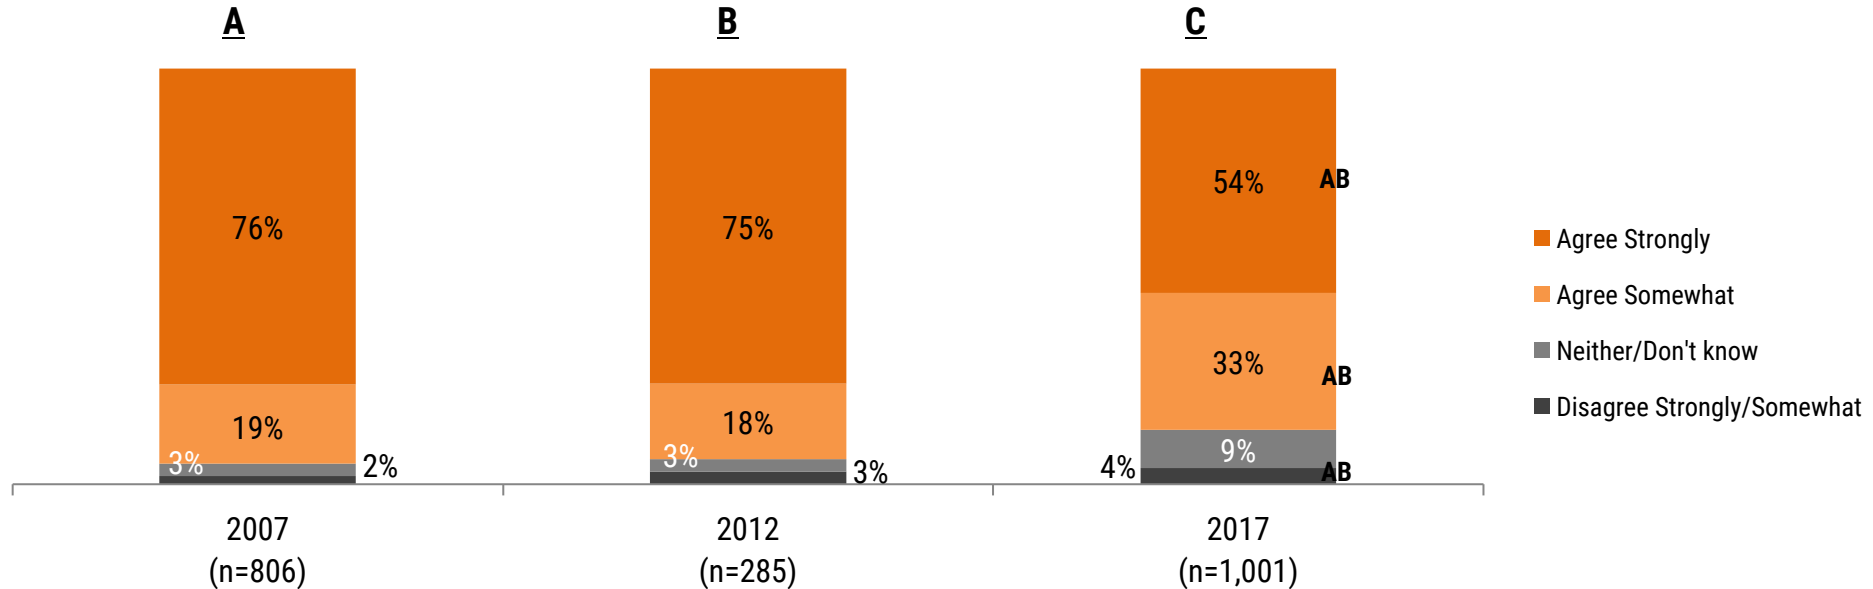 A
B
C
76%
19%
3%
2%
75%
18%
3%
3%
54%
AB
33%
AB
9%
4%
AB
2007
(n=806)
2012
(n=285)
2017
(n=1,001)
Agree Strongly
Agree Somewhat
Neither/Don't know
Disagree Strongly/Somewhat